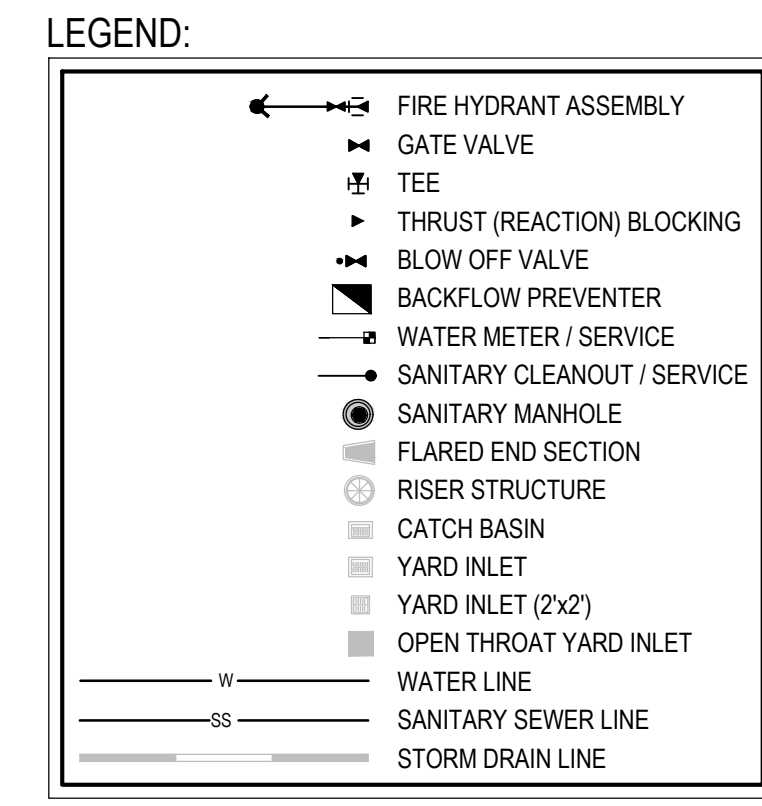 LEGEND:
FIRE HYDRANT ASSEMBLY
GATE VALVE
TEE
THRUST (REACTION) BLOCKING
BLOW OFF VALVE
BACKFLOW PREVENTER
WATER METER / SERVICE
SANITARY CLEANOUT / SERVICE
SANITARY MANHOLE
FLARED END SECTION
RISER STRUCTURE
CATCH BASIN
YARD INLET
YARD INLET (2'x2')
OPEN THROAT YARD INLET
W WATER LINE
SS SANITARY SEWER LINE
STORM DRAIN LINE